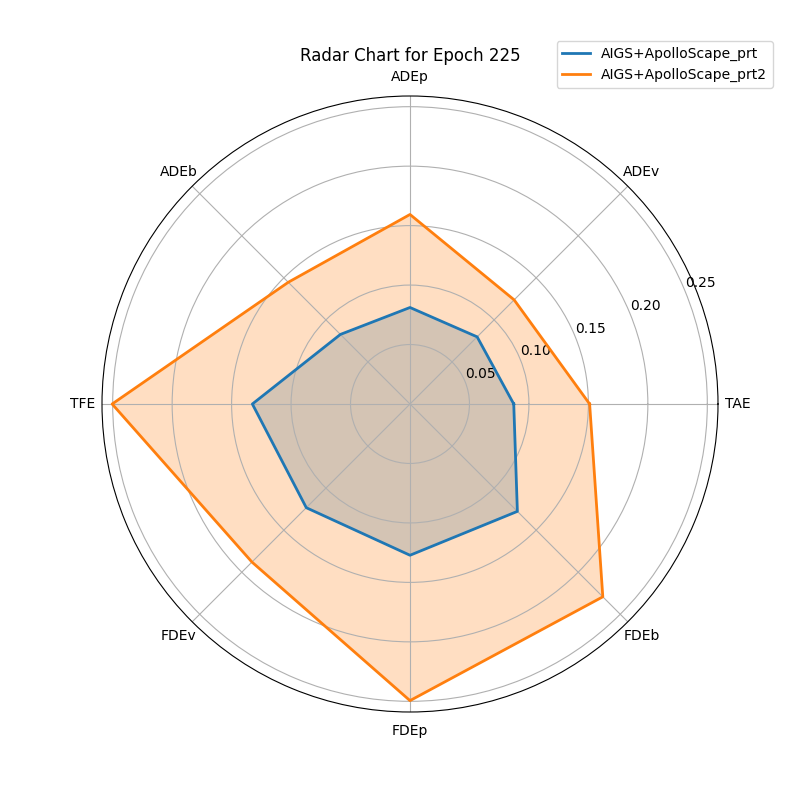 Radar Chart for Epoch 225
AIGS+ApolloScape_prt
AIGS+ApolloScape_prt2
ADEp
ADEb
ADEv
0.25
0.20
0.15
0.10
0.05
TFE
TAE
FDEv
FDEb
FDEp